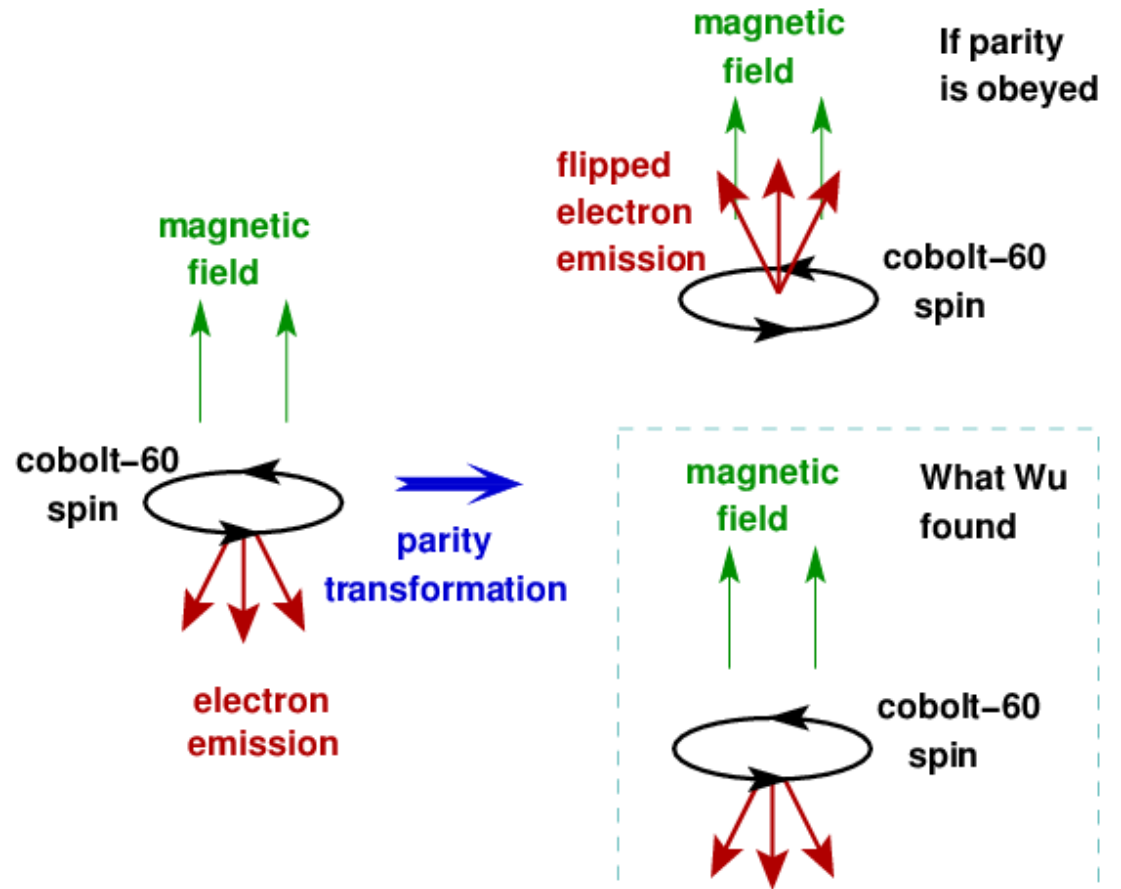 magnetic
field
cobolt−60
spin
electron
emission
parity
transformation
magnetic
field
If parity
is obeyed
flipped
electron
emission
cobolt−60
spin
magnetic
field
What Wu
found
cobolt−60
spin